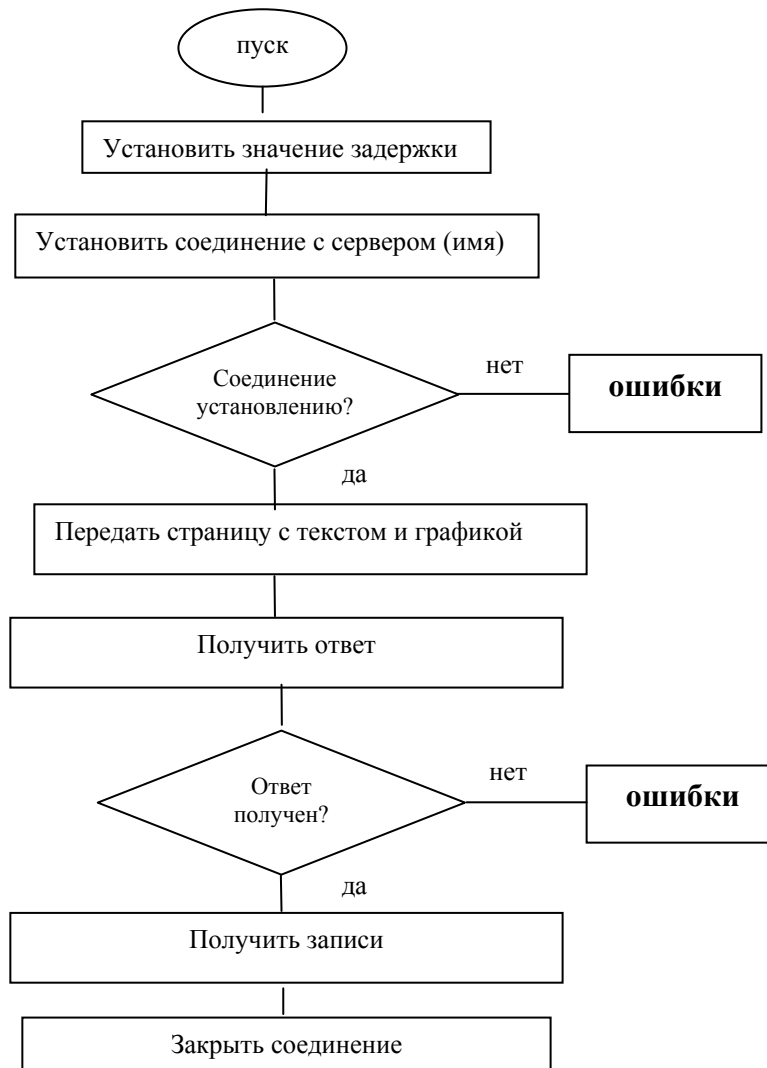 пуск
Установить значение задержки
Установить соединение с сервером (имя)
Соединение
установлению?
нет
ошибки
да
Передать страницу с текстом и графикой
Получить ответ
Ответ
получен?
нет
ошибки
да
Получить записи
Закрыть соединение